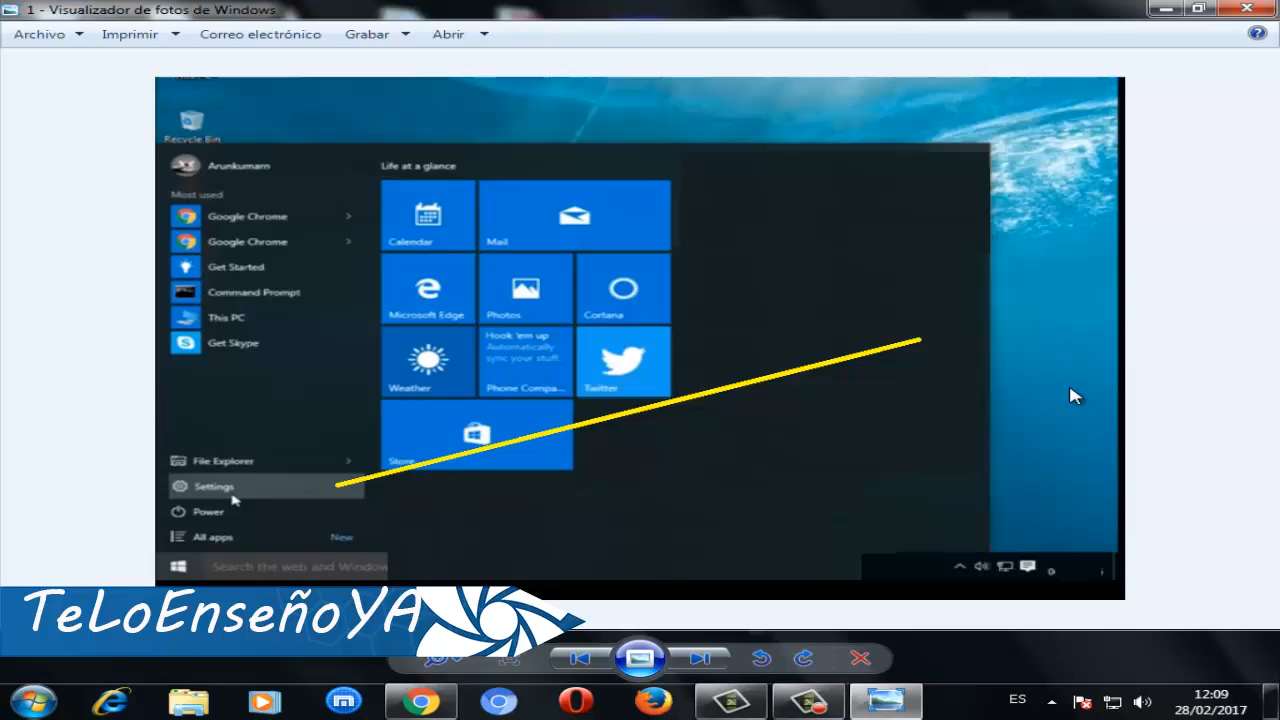 1 - Visualizador de fotos de Windows
Archivo Imprimir Correo electrónico Grabar Abrir
Recycle Bin
Arunkumarn
Life at a glance
Most used
Google Chrome
Google Chrome
Get Started
Command Prompt
This PC
Get Skype
Calendar
Mail
Microsoft Edge
Photos
Cortana
Weather
Hook 'em up
Automatically
sync your stuff.
Phone Compa...
Twitter
Store
File Explorer
Settings
Power
All apps New
Search the web and Window
TeLoEnseñoYA
ES
12:09
28/02/2017